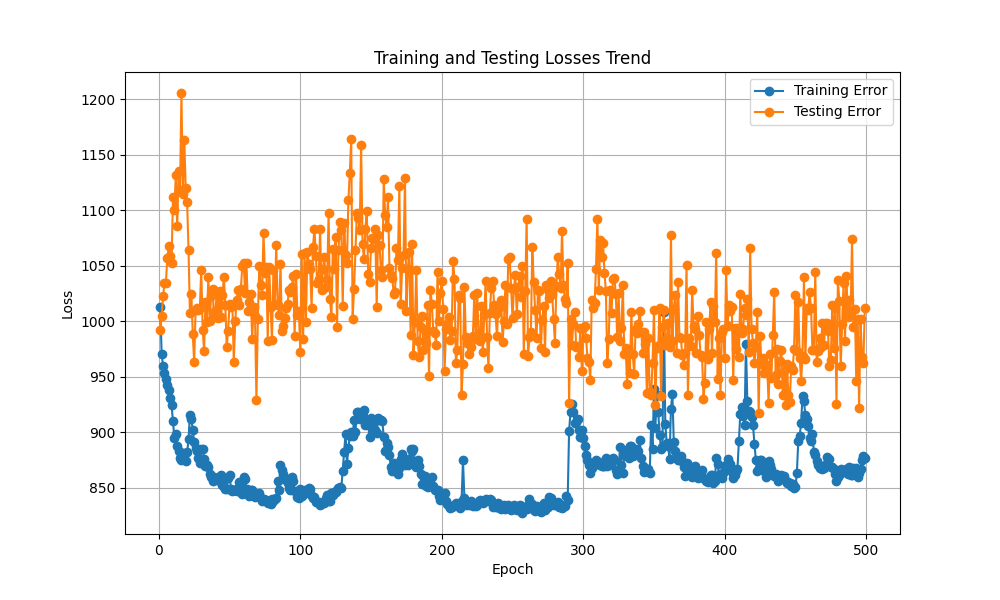 Training and Testing Losses Trend
Training Error
Testing Error
1200
1150
1100
1050
1000
950
900
850
Loss
0 100 200 300 400 500
Epoch